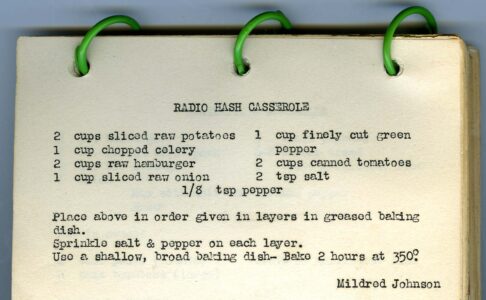 RADIO HASH CASSEROLE
2 cups sliced raw potatoes 1 cup finely cut green
1 cup chopped celery pepper
2 cups raw hamburger 2 cups canned tomatoes
1 cup sliced raw onion 2 tsp salt
1/8 tsp pepper
Place above in order given in layers in greased baking
dish.
Sprinkle salt & pepper on each layer.
Use a shallow, broad baking dish- Bake 2 hours at 350°.
Mildred Johnson